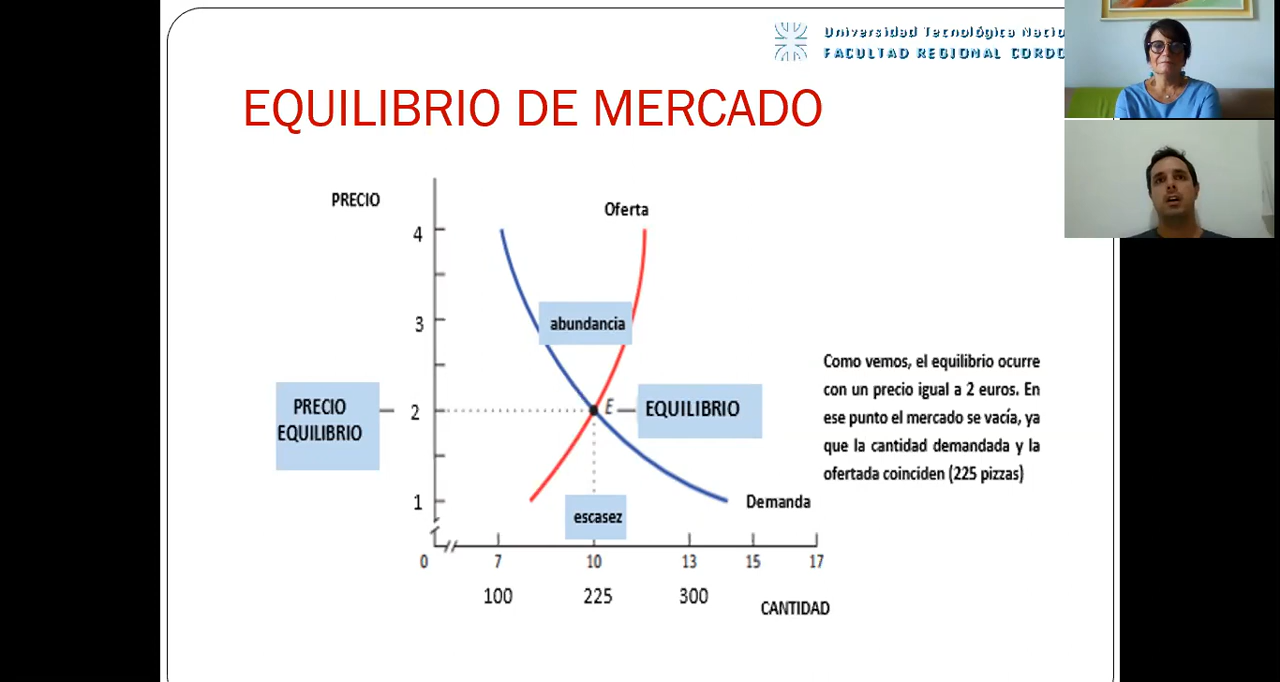 Universidad Tecnológica Nacio
FACULTAD REGIONAL CORDO
EQUILIBRIO DE MERCADO
PRECIO
Oferta
4
abundancia
3
Como vemos, el equilibrio ocurre
con un precio igual a 2 euros. En
ese punto el mercado se vacía, ya
que la cantidad demandada y la
ofertada coinciden (225 pizzas)
PRECIO
EQUILIBRIO
2
E
EQUILIBRIO
1
Demanda
escasez
0 7 10 13 15 17
100 225 300
CANTIDAD